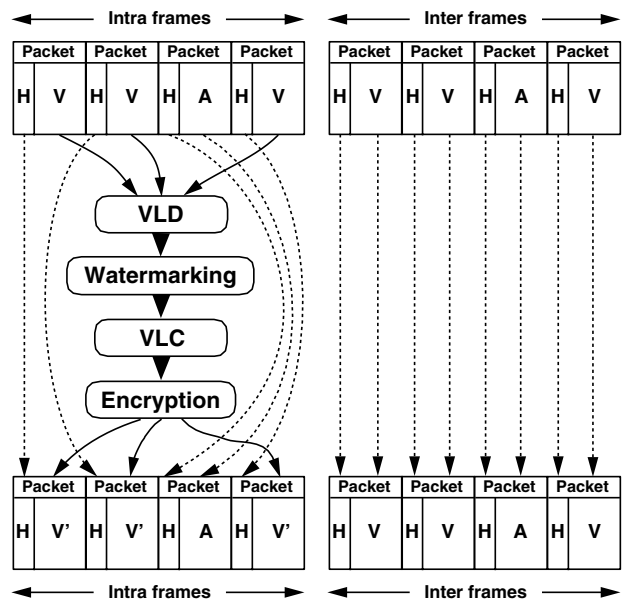 Intra frames Inter frames
Packet Packet Packet Packet Packet Packet Packet Packet
H V H V H A H V H V H V H A H V
VLD
Watermarking
VLC
Encryption
Packet Packet Packet Packet Packet Packet Packet Packet
H V' H V' H A H V' H V H V H A H V
Intra frames Inter frames